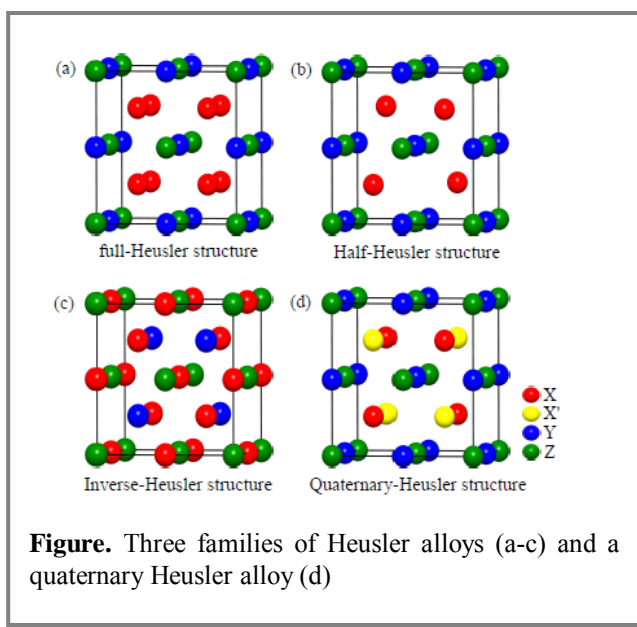 (a)
(b)
full-Heusler structure
Half-Heusler structure
(c)
(d)
X
X'
Y
Z
Inverse-Heusler structure
Quaternary-Heusler structure
Figure. Three families of Heusler alloys (a-c) and a
quaternary Heusler alloy (d)